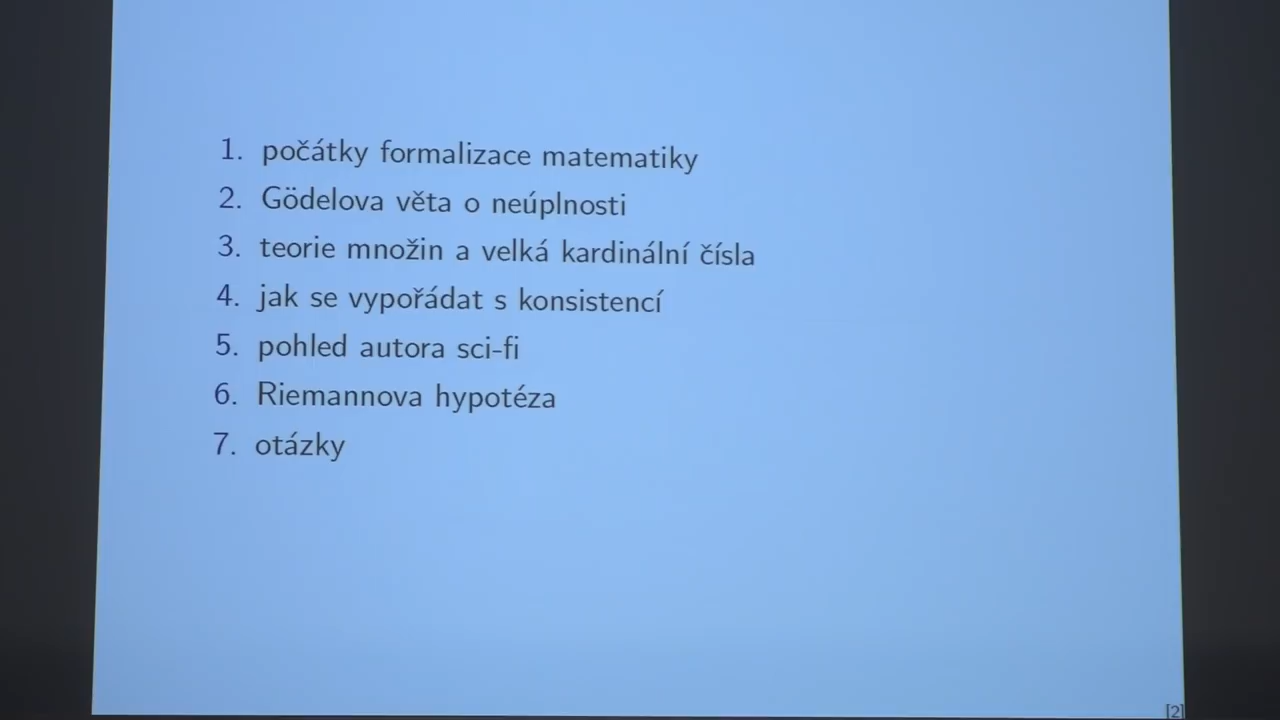 1. počátky formalizace matematiky
2. Gödelova věta o neúplnosti
3. teorie množin a velká kardinální čísla
4. jak se vypořádat s konsistencí
5. pohled autora sci-fi
6. Riemannova hypotéza
7. otázky
[2]